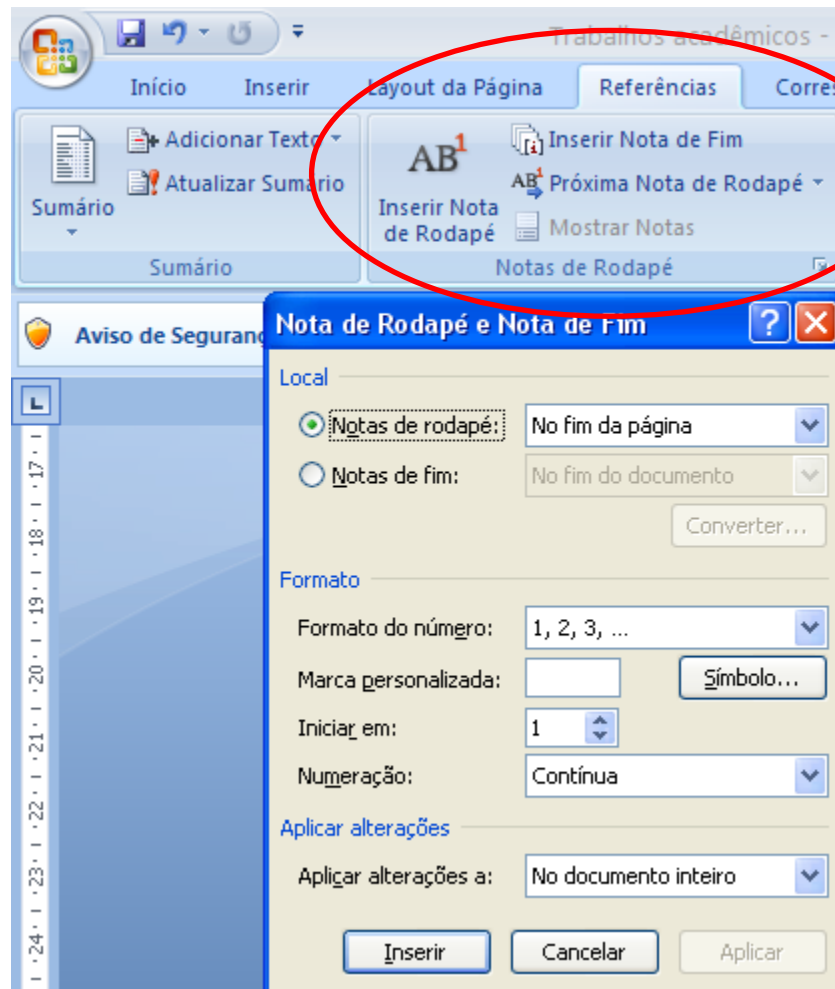 Trabalhos acadêmicos -
Início Inserir Layout da Página Referências Corres
Adicionar Texto
Atualizar Sumário
Sumário
Sumário
AB1
Inserir Nota
de Rodapé
Inserir Nota de Fim
AB1 Próxima Nota de Rodapé
Mostrar Notas
Notas de Rodapé
Aviso de Seguranç
L
17
18
19
20
21
22
23
24
Nota de Rodapé e Nota de Fim ?
Local
Notas de rodapé: No fim da página
Notas de fim: No fim do documento
Converter...
Formato
Formato do número: 1, 2, 3, ...
Marca personalizada: Símbolo...
Iniciar em: 1
Numeração: Contínua
Aplicar alterações
Aplicar alterações a: No documento inteiro
Inserir Cancelar Aplicar